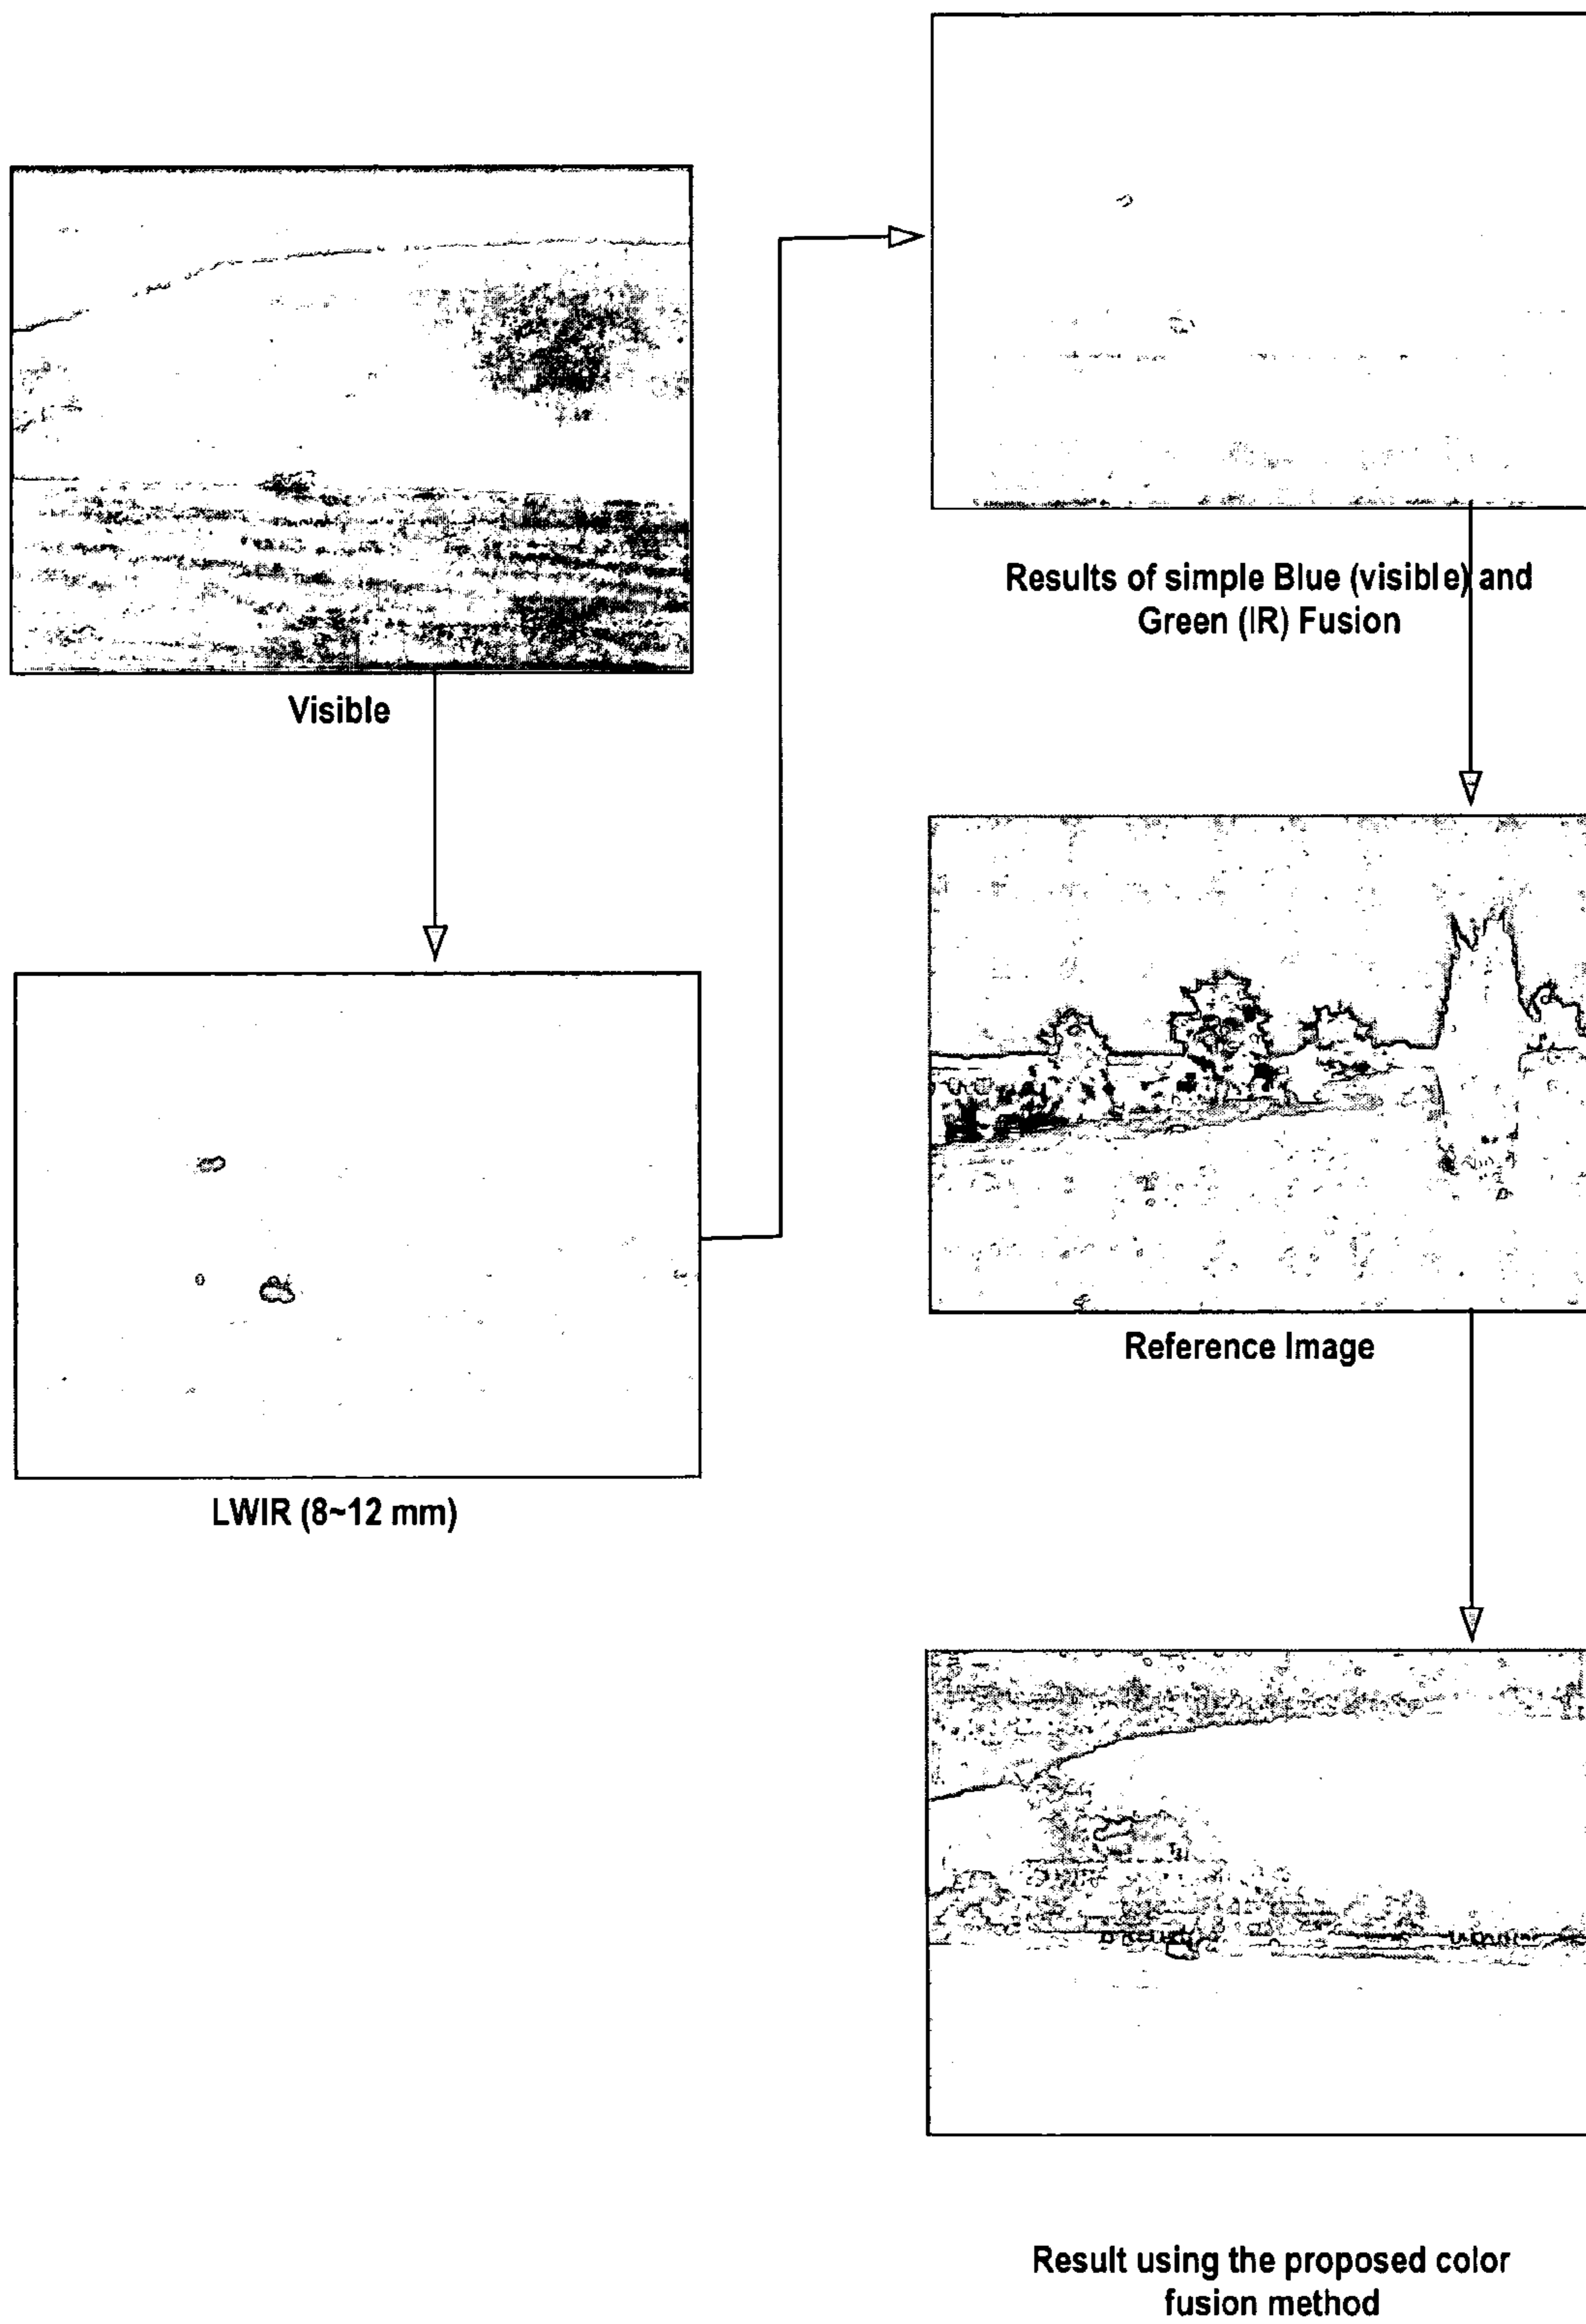 Visible
LWIR (8~12 mm)
Results of simple Blue (visible) and
Green (IR) Fusion
Reference Image
Result using the proposed color
fusion method